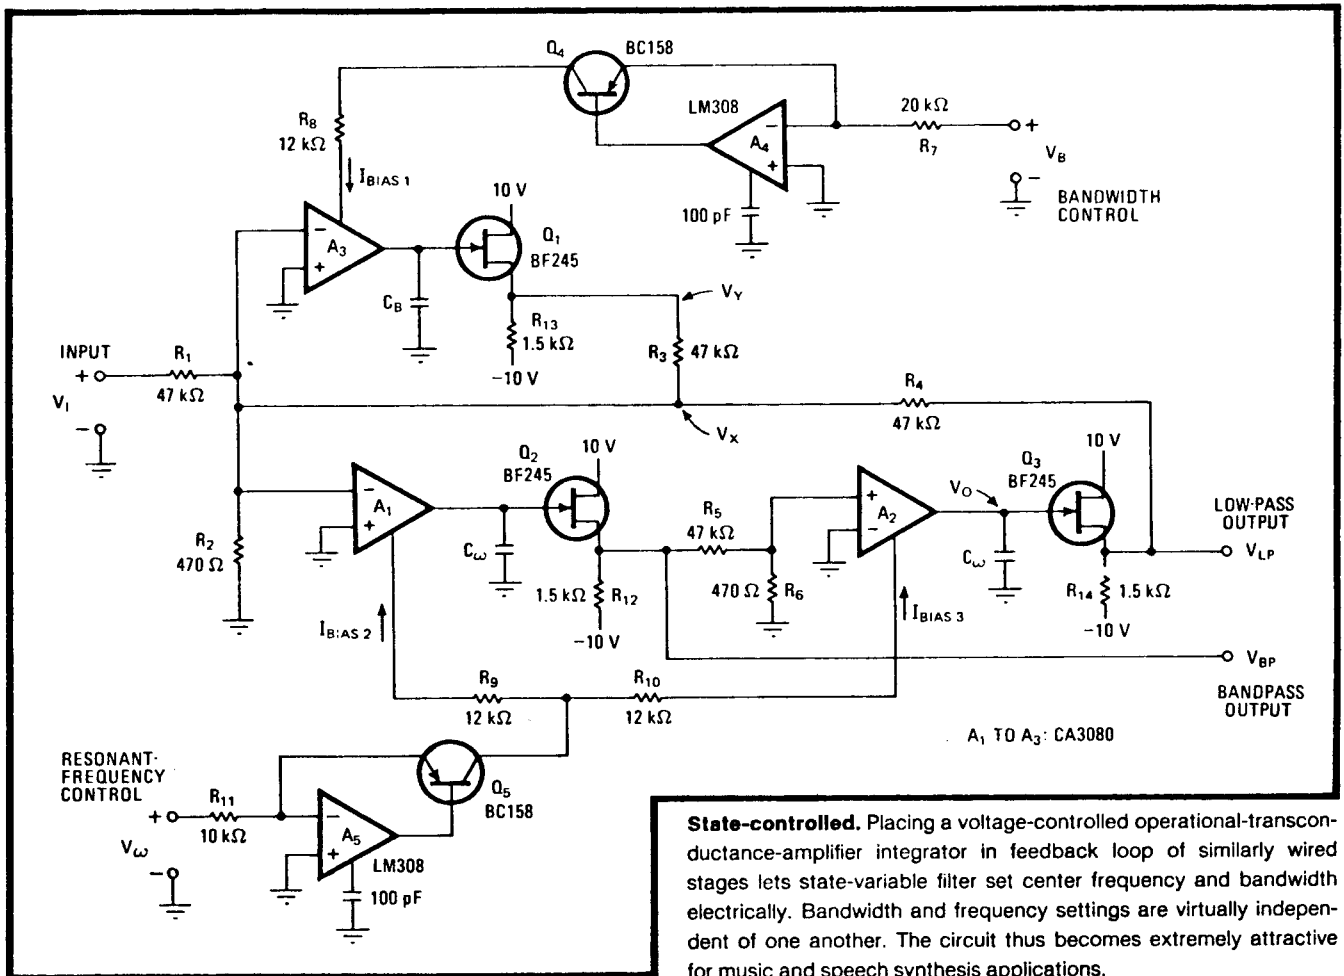 Q4
BC158
LM308
20 kΩ
R8
12 kΩ
A4
−
+
R7
+
VB
−
BANDWIDTH
CONTROL
IBIAS 1
10 V
100 pF
−
A3
+
Q1
BF245
CB
VY
R13
1.5 kΩ
−10 V
R3
47 kΩ
INPUT
R1
+
47 kΩ
VI
−
R4
47 kΩ
VX
Q2
BF245
10 V
−
A1
+
R5
47 kΩ
VO
Q3
BF245
10 V
+
A2
−
LOW-PASS
OUTPUT
VLP
R2
470 Ω
Cω
1.5 kΩ
R12
−10 V
470 Ω
R6
Cω
R14
1.5 kΩ
−10 V
IBIAS 2
IBIAS 3
VBP
R9
12 kΩ
R10
12 kΩ
BANDPASS
OUTPUT
A1 TO A3: CA3080
RESONANT-
FREQUENCY
CONTROL
R11
+
10 kΩ
Vω
−
−
A5
+
Q5
BC158
LM308
100 pF
State-controlled. Placing a voltage-controlled operational-transcon-
ductance-amplifier integrator in feedback loop of similarly wired
stages lets state-variable filter set center frequency and bandwidth
electrically. Bandwidth and frequency settings are virtually indepen-
dent of one another. The circuit thus becomes extremely attractive
for music and speech synthesis applications.